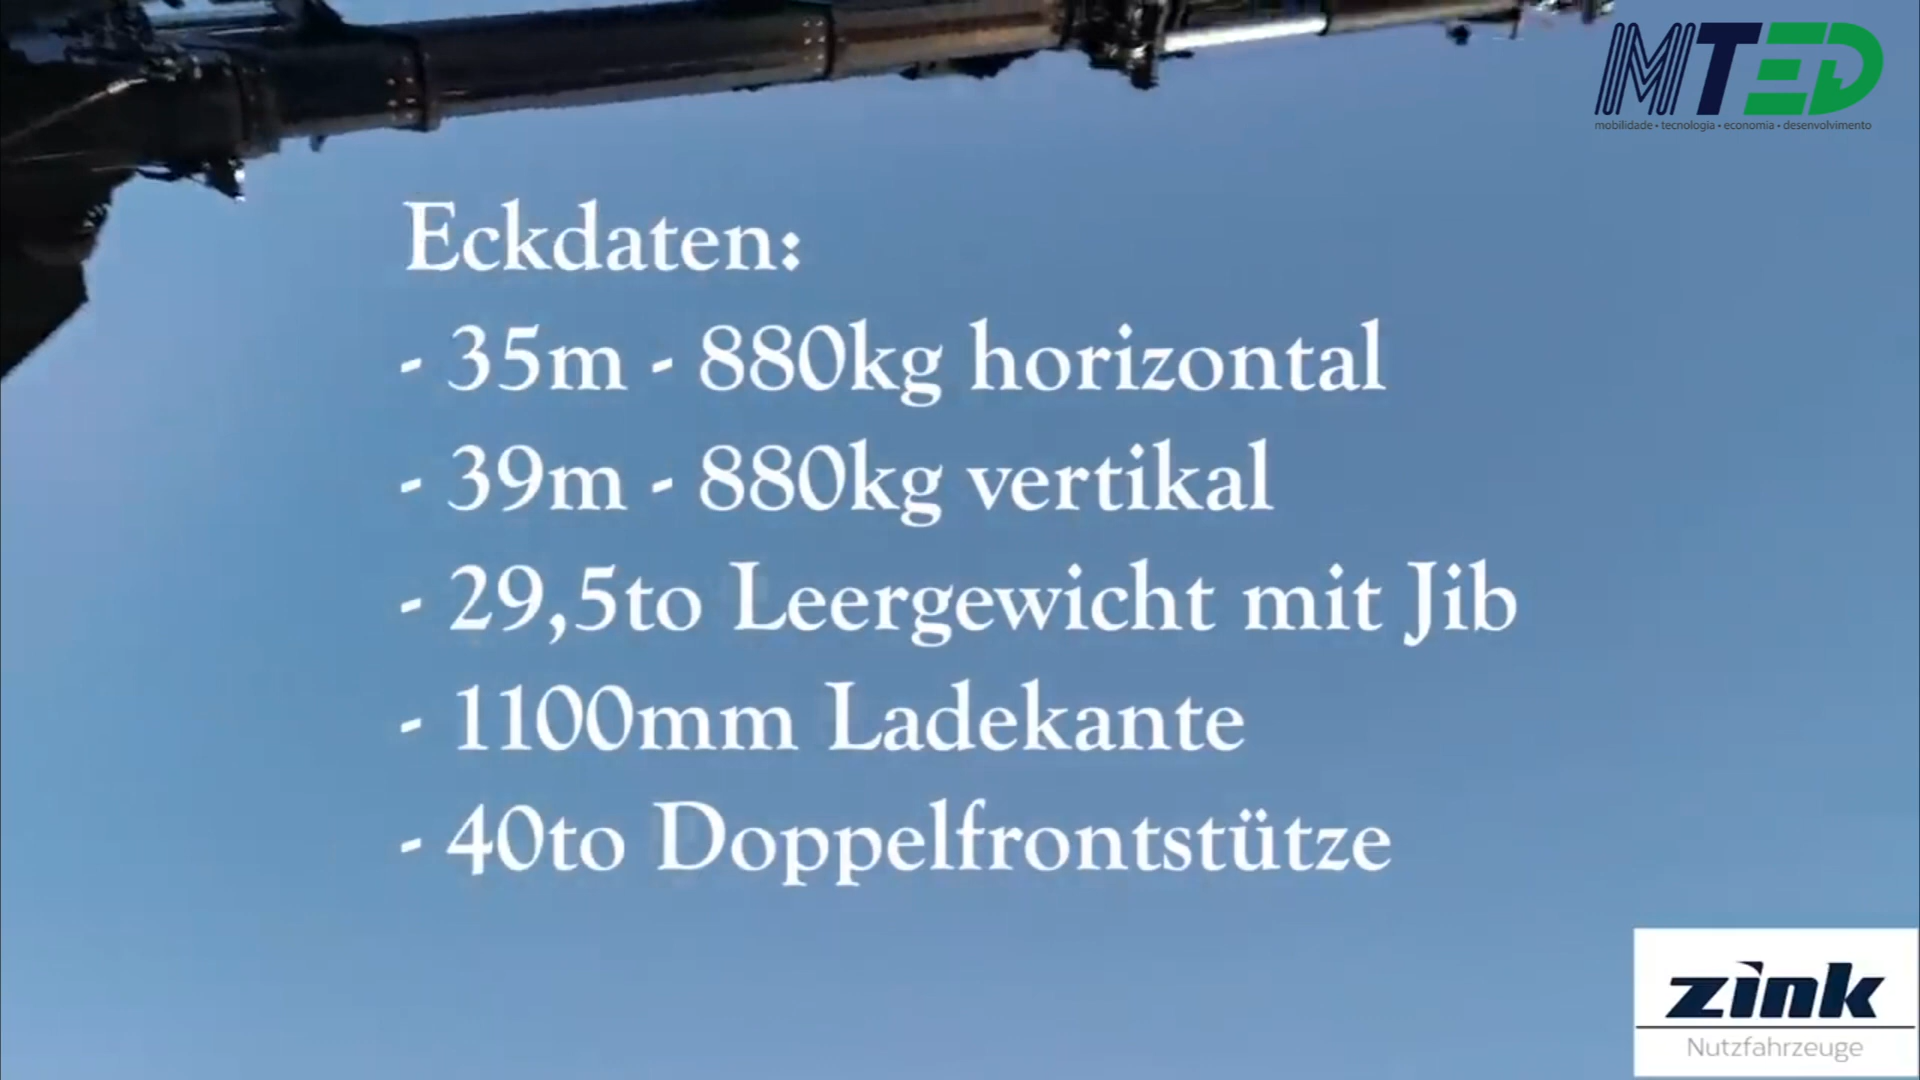 MTED
mobilidade • tecnologia • economia • desenvolvimento
Eckdaten:
- 35m - 880kg horizontal
- 39m - 880kg vertikal
- 29,5to Leergewicht mit Jib
- 1100mm Ladekante
- 40to Doppelfrontstütze
zink
Nutzfahrzeuge